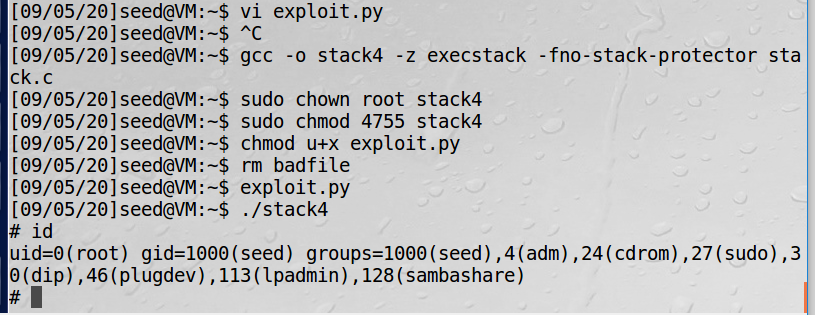 [09/05/20]seed@VM:~$ vi exploit.py
[09/05/20]seed@VM:~$ ^C
[09/05/20]seed@VM:~$ gcc -o stack4 -z execstack -fno-stack-protector sta
ck.c
[09/05/20]seed@VM:~$ sudo chown root stack4
[09/05/20]seed@VM:~$ sudo chmod 4755 stack4
[09/05/20]seed@VM:~$ chmod u+x exploit.py
[09/05/20]seed@VM:~$ rm badfile
[09/05/20]seed@VM:~$ exploit.py
[09/05/20]seed@VM:~$ ./stack4
# id
uid=0(root) gid=1000(seed) groups=1000(seed),4(adm),24(cdrom),27(sudo),3
0(dip),46(plugdev),113(lpadmin),128(sambashare)
#